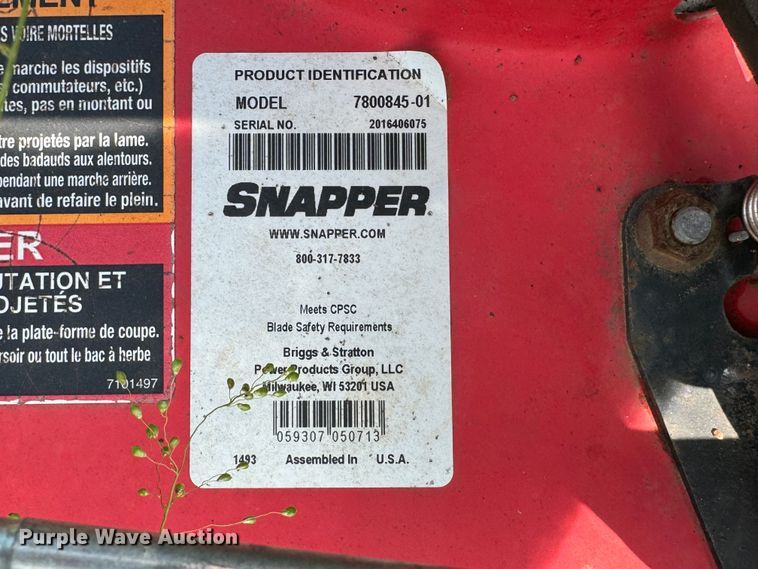 S VOIRE MORTELLES
marche les dispositifs
commutateurs, etc.)
tes, pas en montant ou
tre projetés par la lame.
des badauds aux alentours.
pendant une marche arrière.
avant de refaire le plein.
ER
UTATION ET
OJETÉS
la plate-forme de coupe.
rsoir ou tout le bac à herbe
7101497
PRODUCT IDENTIFICATION
MODEL 7800845-01
SERIAL NO. 2016406075
SNAPPER
WWW.SNAPPER.COM
800-317-7833
Meets CPSC
Blade Safety Requirements
Briggs & Stratton
Power Products Group, LLC
Milwaukee, WI 53201 USA
059307 050713
1493 Assembled In U.S.A.
Purple Wave Auction